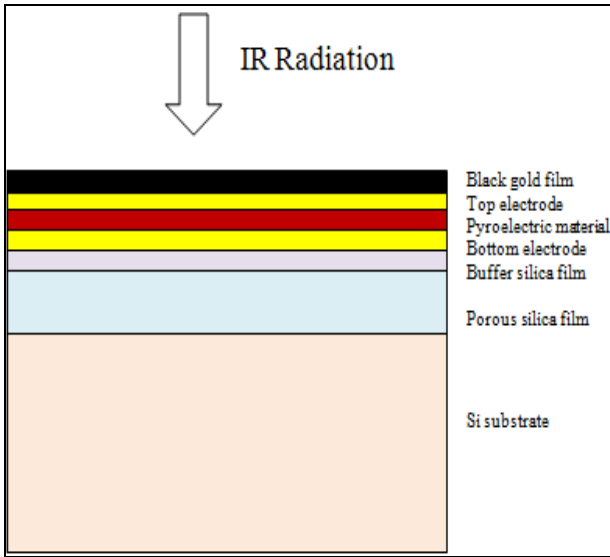 IR Radiation
Black gold film
Top electrode
Pyroelectric material
Bottom electrode
Buffer silica film
Porous silica film
Si substrate